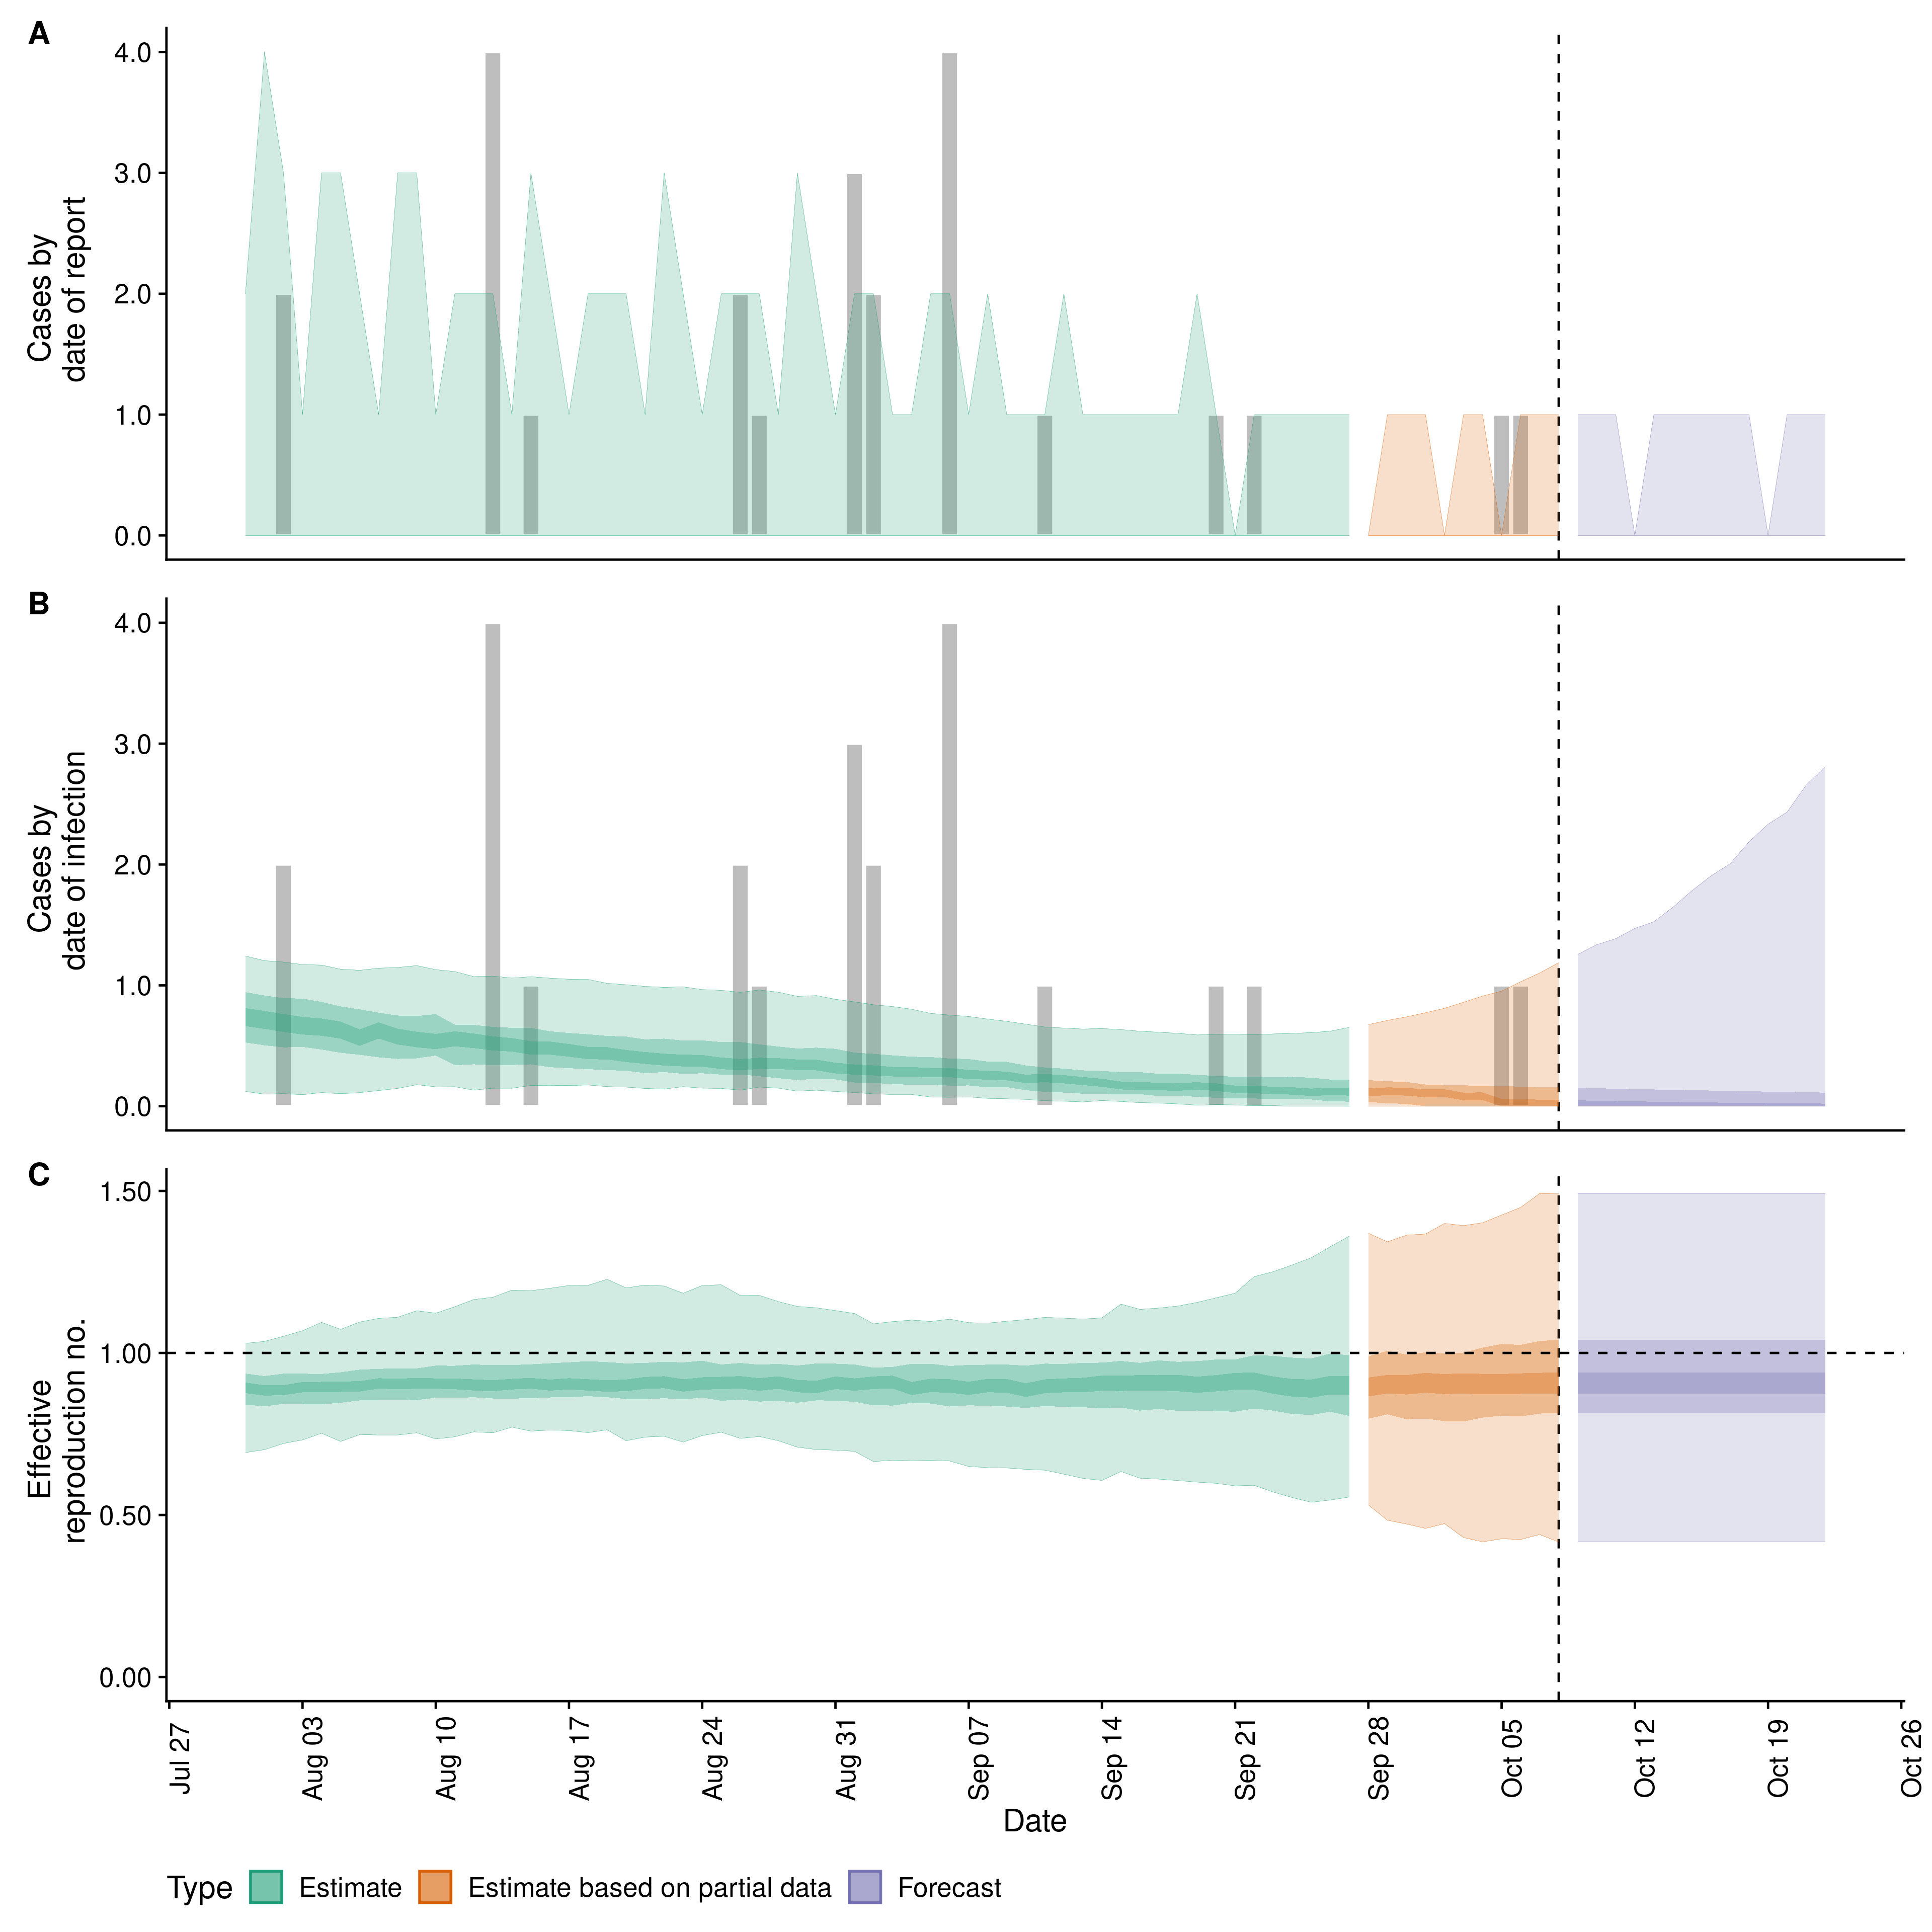 A
4.0
3.0
2.0
1.0
0.0
Cases by
date of report
B
4.0
3.0
2.0
1.0
0.0
Cases by
date of infection
C
1.50
1.00
0.50
0.00
Effective
reproduction no.
Jul 27
Aug 03
Aug 10
Aug 17
Aug 24
Aug 31
Sep 07
Sep 14
Sep 21
Sep 28
Oct 05
Oct 12
Oct 19
Oct 26
Date
Type Estimate Estimate based on partial data Forecast